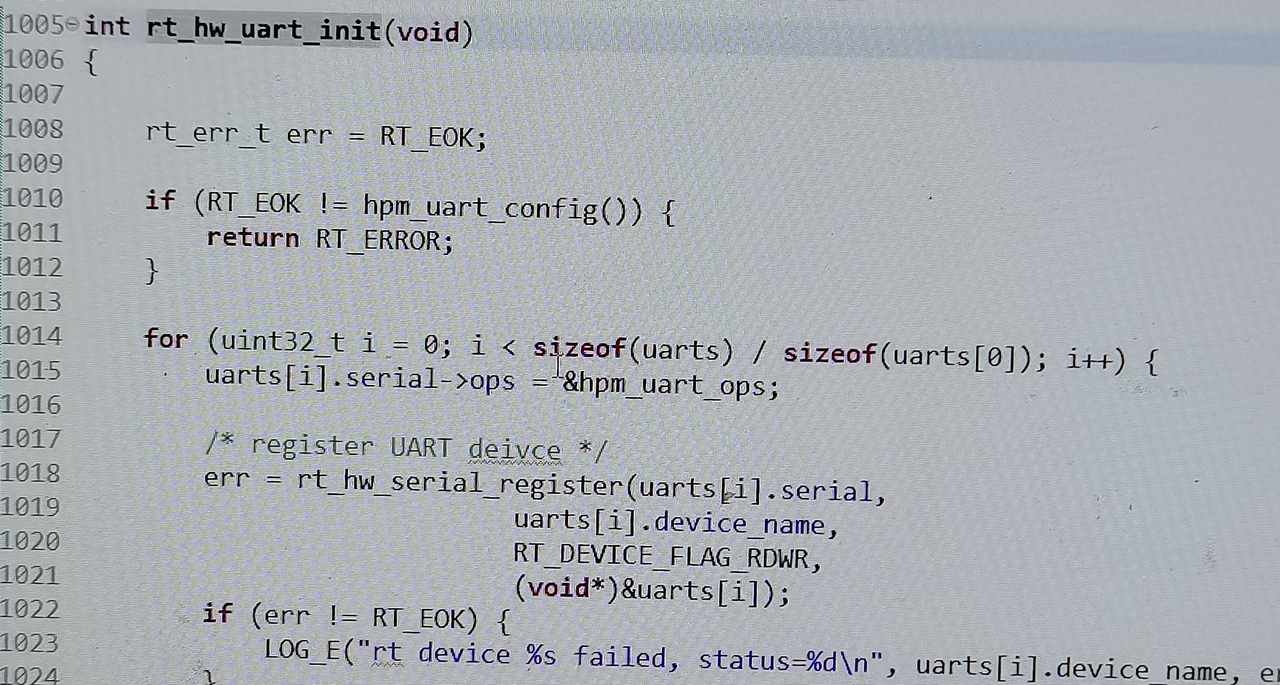 1005 int rt_hw_uart_init(void)
1006 {
1007
1008 rt_err_t err = RT_EOK;
1009
1010 if (RT_EOK != hpm_uart_config()) {
1011 return RT_ERROR;
1012 }
1013
1014 for (uint32_t i = 0; i < sizeof(uarts) / sizeof(uarts[0]); i++) {
1015 uarts[i].serial->ops = &hpm_uart_ops;
1016
1017 /* register UART deivce */
1018 err = rt_hw_serial_register(uarts[i].serial,
1019 uarts[i].device_name,
1020 RT_DEVICE_FLAG_RDWR,
1021 (void*)&uarts[i]);
1022 if (err != RT_EOK) {
1023 LOG_E("rt device %s failed, status=%d\n", uarts[i].device_name,
1024 }